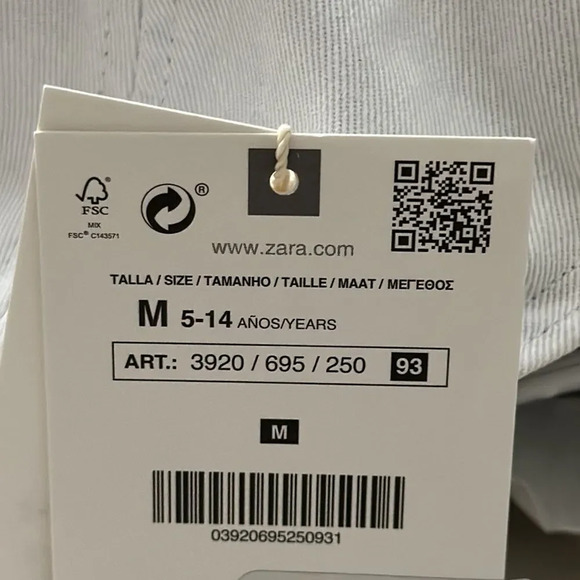 FSC
MIX
FSC® C143571
®
www.zara.com
TALLA / SIZE / TAMANHO / TAILLE / MAAT / ΜΕΓΕΘΟΣ
M 5-14 AÑOS/YEARS
ART.: 3920 / 695 / 250 93
M
03920695250931